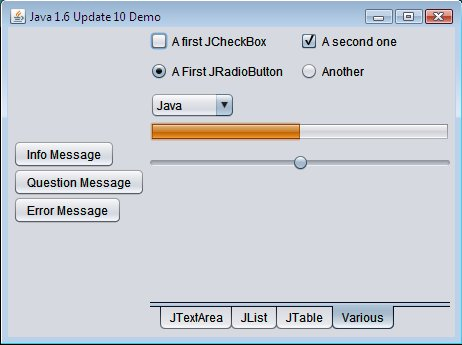 Java 1.6 Update 10 Demo
A first JCheckBox
A second one
A First JRadioButton
Another
Java
Info Message
Question Message
Error Message
JTextArea
JList
JTable
Various